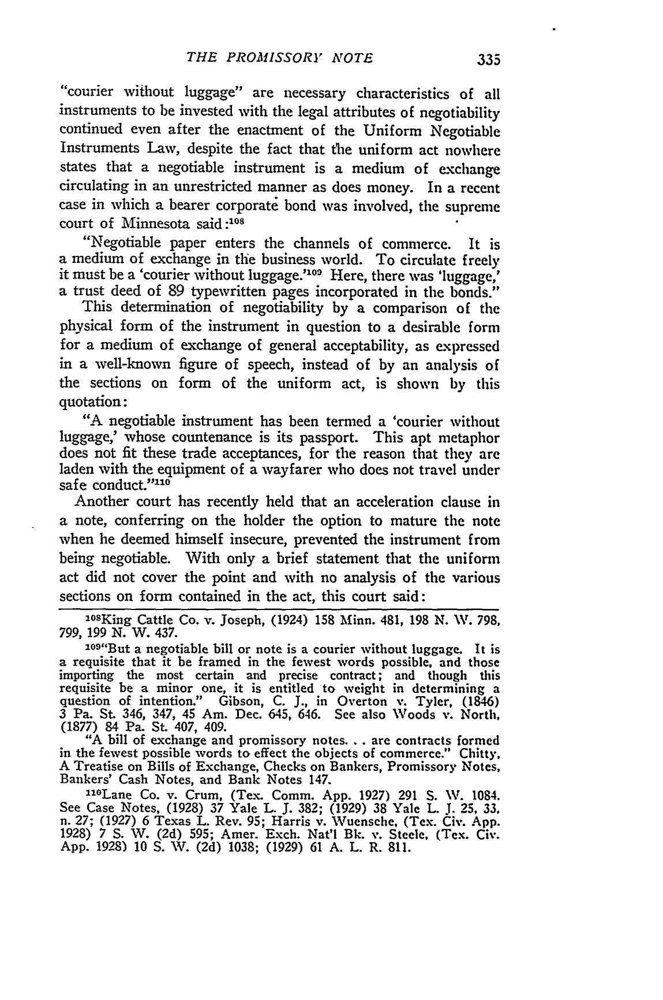 THE PROMISSORY NOTE 335
“courier without luggage” are necessary characteristics of all
instruments to be invested with the legal attributes of negotiability
continued even after the enactment of the Uniform Negotiable
Instruments Law, despite the fact that the uniform act nowhere
states that a negotiable instrument is a medium of exchange
circulating in an unrestricted manner as does money. In a recent
case in which a bearer corporate bond was involved, the supreme
court of Minnesota said:¹⁰⁸
“Negotiable paper enters the channels of commerce. It is
a medium of exchange in the business world. To circulate freely
it must be a ‘courier without luggage.’¹⁰⁹ Here, there was ‘luggage,’
a trust deed of 89 typewritten pages incorporated in the bonds.”
This determination of negotiability by a comparison of the
physical form of the instrument in question to a desirable form
for a medium of exchange of general acceptability, as expressed
in a well-known figure of speech, instead of by an analysis of
the sections on form of the uniform act, is shown by this
quotation:
“A negotiable instrument has been termed a ‘courier without
luggage,’ whose countenance is its passport. This apt metaphor
does not fit these trade acceptances, for the reason that they are
laden with the equipment of a wayfarer who does not travel under
safe conduct.”¹¹⁰
Another court has recently held that an acceleration clause in
a note, conferring on the holder the option to mature the note
when he deemed himself insecure, prevented the instrument from
being negotiable. With only a brief statement that the uniform
act did not cover the point and with no analysis of the various
sections on form contained in the act, this court said:
¹⁰⁸King Cattle Co. v. Joseph, (1924) 158 Minn. 481, 198 N. W. 798,
799, 199 N. W. 437.
¹⁰⁹“But a negotiable bill or note is a courier without luggage. It is
a requisite that it be framed in the fewest words possible, and those
importing the most certain and precise contract; and though this
requisite be a minor one, it is entitled to weight in determining a
question of intention.” Gibson, C. J., in Overton v. Tyler, (1846)
3 Pa. St. 346, 347, 45 Am. Dec. 645, 646. See also Woods v. North,
(1877) 84 Pa. St. 407, 409.
“A bill of exchange and promissory notes. . . are contracts formed
in the fewest possible words to effect the objects of commerce.” Chitty,
A Treatise on Bills of Exchange, Checks on Bankers, Promissory Notes,
Bankers’ Cash Notes, and Bank Notes 147.
¹¹⁰Lane Co. v. Crum, (Tex. Comm. App. 1927) 291 S. W. 1084.
See Case Notes, (1928) 37 Yale L. J. 382; (1929) 38 Yale L. J. 25, 33,
n. 27; (1927) 6 Texas L. Rev. 95; Harris v. Wuensche, (Tex. Civ. App.
1928) 7 S. W. (2d) 595; Amer. Exch. Nat’l Bk. v. Steele, (Tex. Civ.
App. 1928) 10 S. W. (2d) 1038; (1929) 61 A. L. R. 811.